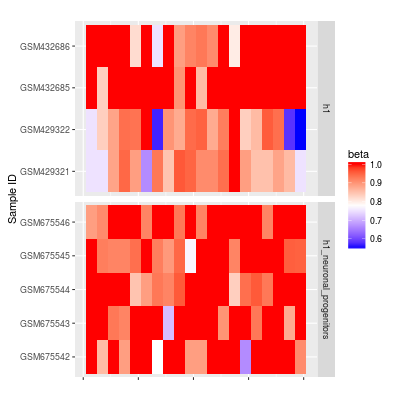 Sample ID
GSM432686
GSM432685
GSM429322
GSM429321
h1
GSM675546
GSM675545
GSM675544
GSM675543
GSM675542
h1_neuronal_progenitors
beta
1.0
0.9
0.8
0.7
0.6